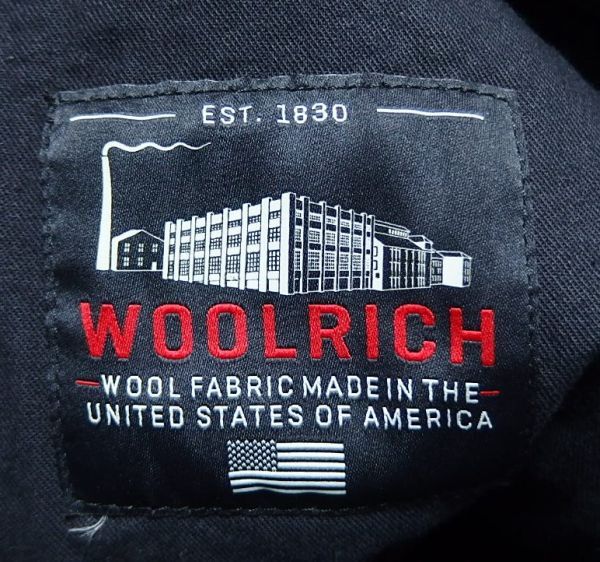 EST. 1830
WOOLRICH
WOOL FABRIC MADE IN THE
UNITED STATES OF AMERICA